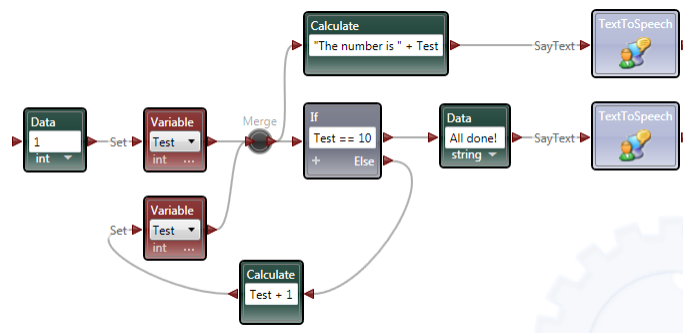 Calculate
"The number is " + Test
SayText
TextToSpeech
Data
1
int
Set
Variable
Test
int ...
Merge
If
Test == 10
Else
Data
All done!
string
SayText
TextToSpeech
Set
Variable
Test
int ...
Calculate
Test + 1